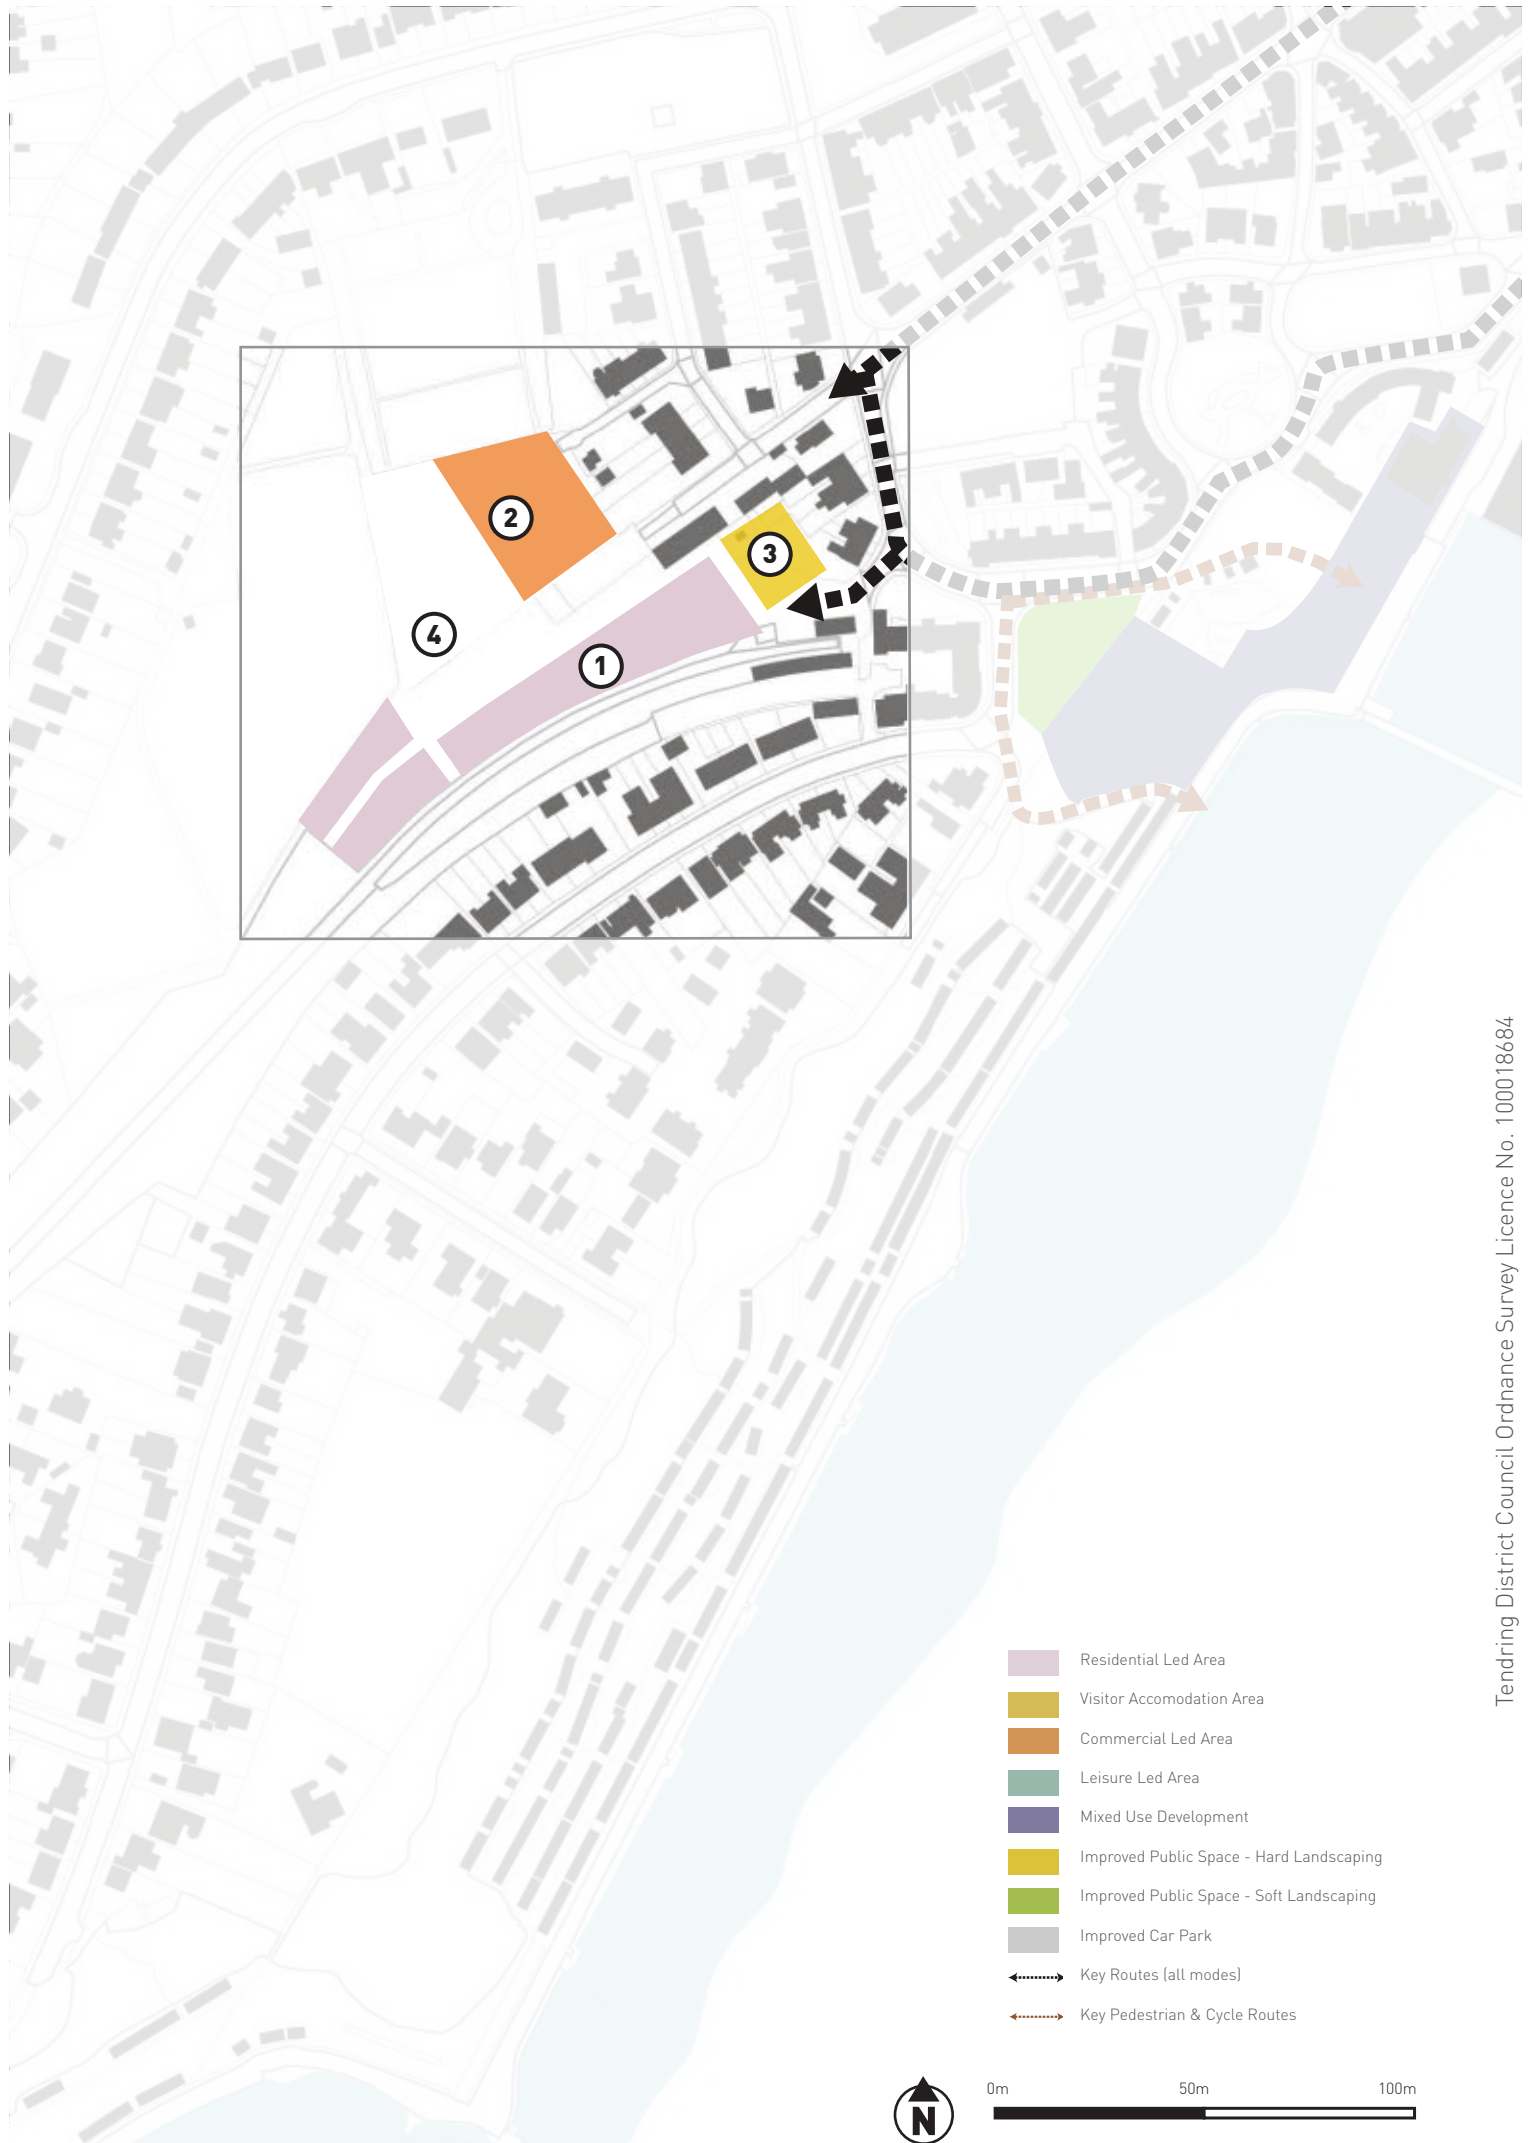 2
3
4
1
Tendring District Council Ordnance Survey Licence No. 100018684
Residential Led Area
Visitor Accomodation Area
Commercial Led Area
Leisure Led Area
Mixed Use Development
Improved Public Space - Hard Landscaping
Improved Public Space - Soft Landscaping
Improved Car Park
Key Routes (all modes)
Key Pedestrian & Cycle Routes
0m 50m 100m
N